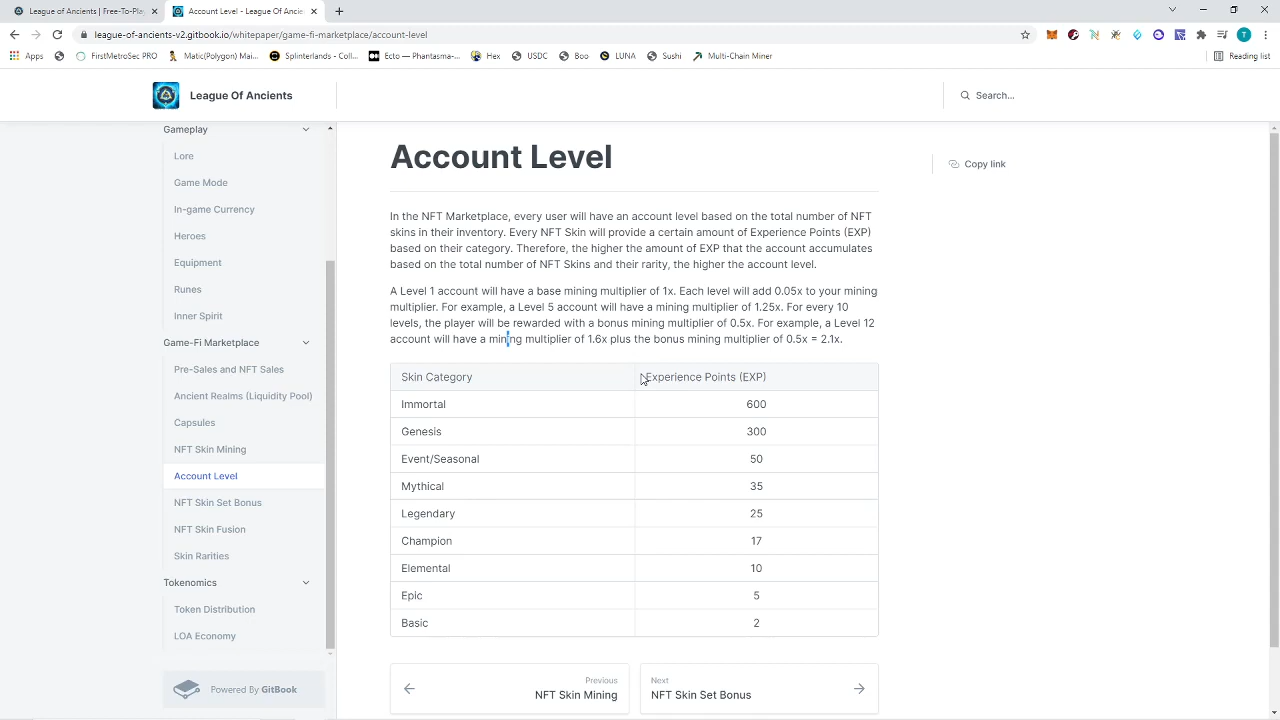 League of Ancients | Free-To-Play
Account Level - League of Ancien
league-of-ancients-v2.gitbook.io/whitepaper/game-fi-marketplace/account-level
T
Apps
FirstMetroSec PRO
Matic(Polygon) Mai...
Splinterlands - Coll...
Ecto — Phantasma-...
Hex
USDC
Boo
LUNA
Sushi
Multi-Chain Miner
Reading list
League Of Ancients
Search...
Gameplay
Lore
Game Mode
In-game Currency
Heroes
Equipment
Runes
Inner Spirit
Game-Fi Marketplace
Pre-Sales and NFT Sales
Ancient Realms (Liquidity Pool)
Capsules
NFT Skin Mining
Account Level
NFT Skin Set Bonus
NFT Skin Fusion
Skin Rarities
Tokenomics
Token Distribution
LOA Economy
Powered By GitBook
Account Level
Copy link
In the NFT Marketplace, every user will have an account level based on the total number of NFT
skins in their inventory. Every NFT Skin will provide a certain amount of Experience Points (EXP)
based on their category. Therefore, the higher the amount of EXP that the account accumulates
based on the total number of NFT Skins and their rarity, the higher the account level.
A Level 1 account will have a base mining multiplier of 1x. Each level will add 0.05x to your mining
multiplier. For example, a Level 5 account will have a mining multiplier of 1.25x. For every 10
levels, the player will be rewarded with a bonus mining multiplier of 0.5x. For example, a Level 12
account will have a mining multiplier of 1.6x plus the bonus mining multiplier of 0.5x = 2.1x.
Skin Category Experience Points (EXP)
Immortal 600
Genesis 300
Event/Seasonal 50
Mythical 35
Legendary 25
Champion 17
Elemental 10
Epic 5
Basic 2
Previous
NFT Skin Mining
Next
NFT Skin Set Bonus